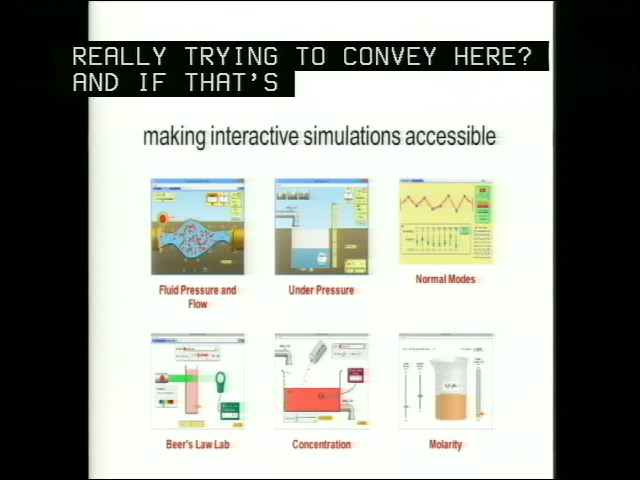 REALLY TRYING TO CONVEY HERE?
AND IF THAT'S
making interactive simulations accessible
Fluid Pressure and
Flow
Under Pressure
Normal Modes
Beer's Law Lab
Concentration
Molarity